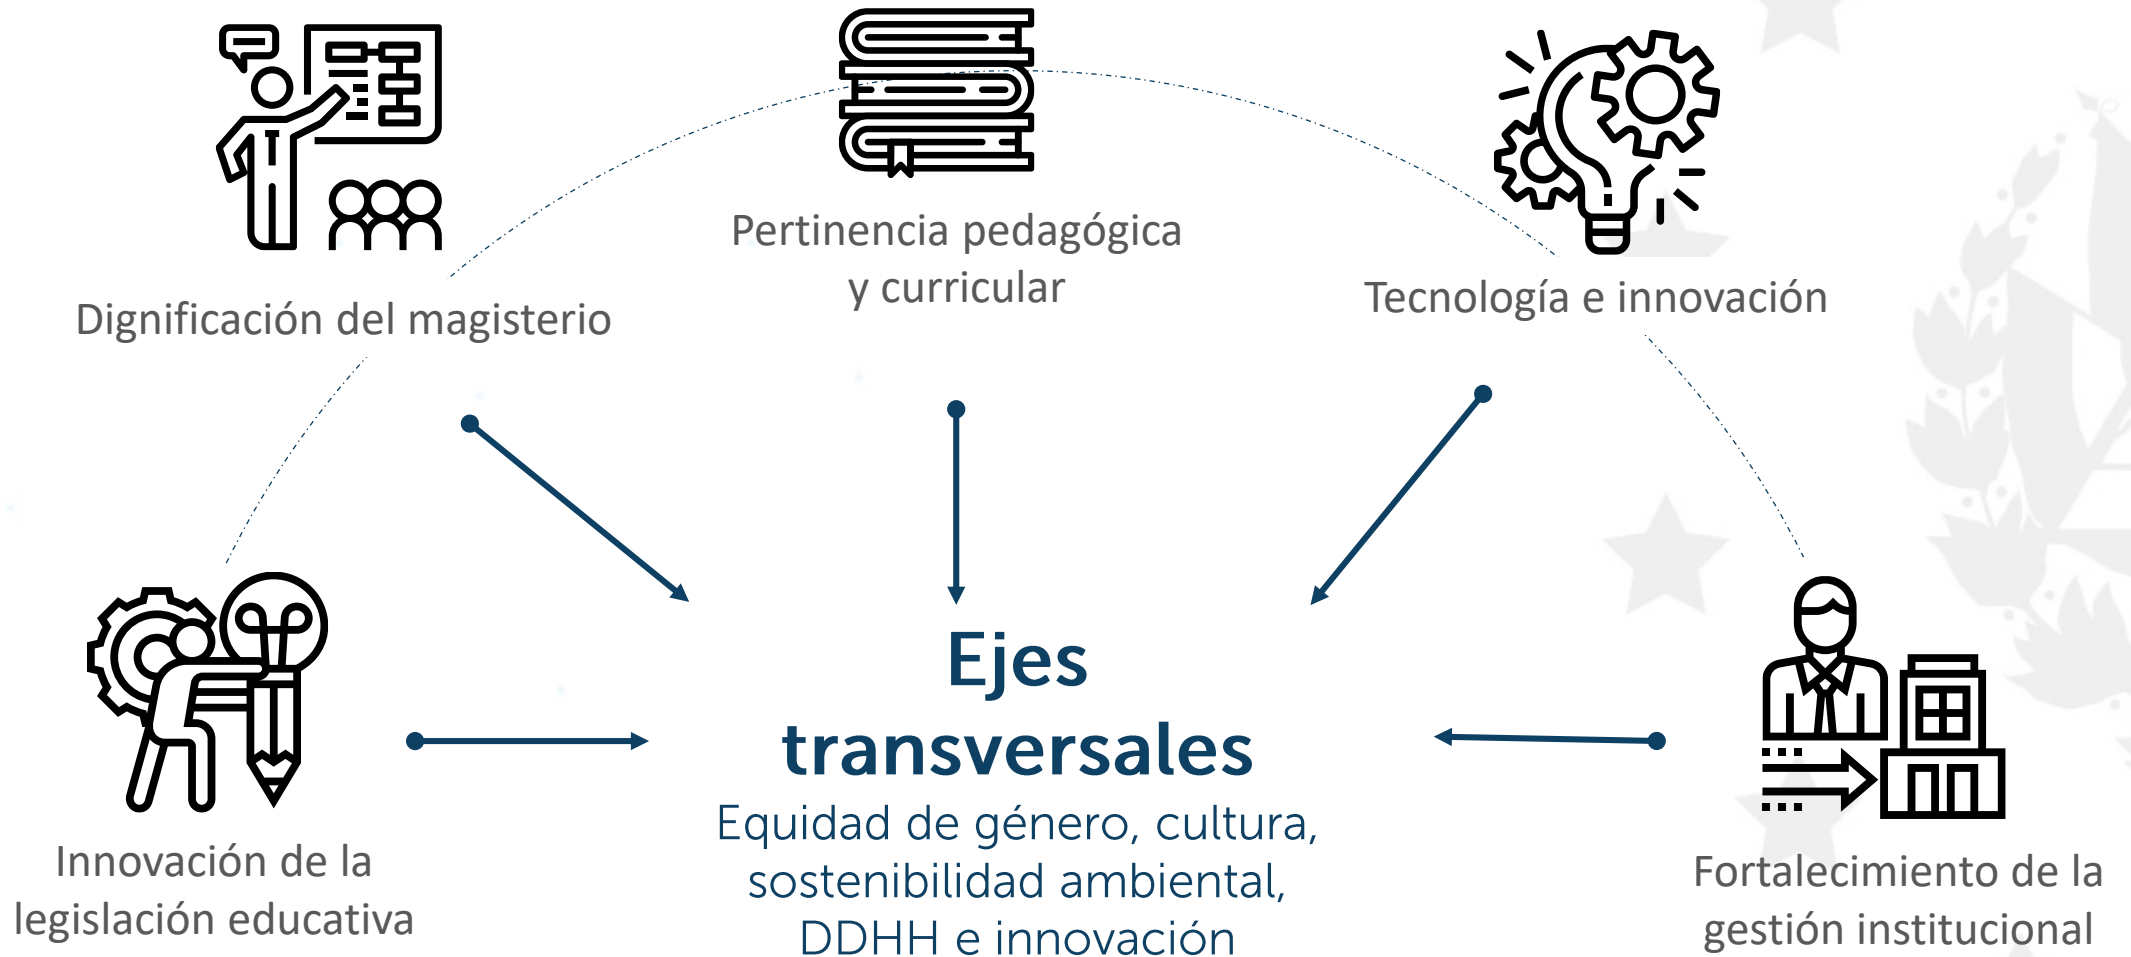 Dignificación del magisterio
Pertinencia pedagógica
y curricular
Tecnología e innovación
Innovación de la
legislación educativa
Ejes
transversales
Equidad de género, cultura,
sostenibilidad ambiental,
DDHH e innovación
Fortalecimiento de la
gestión institucional